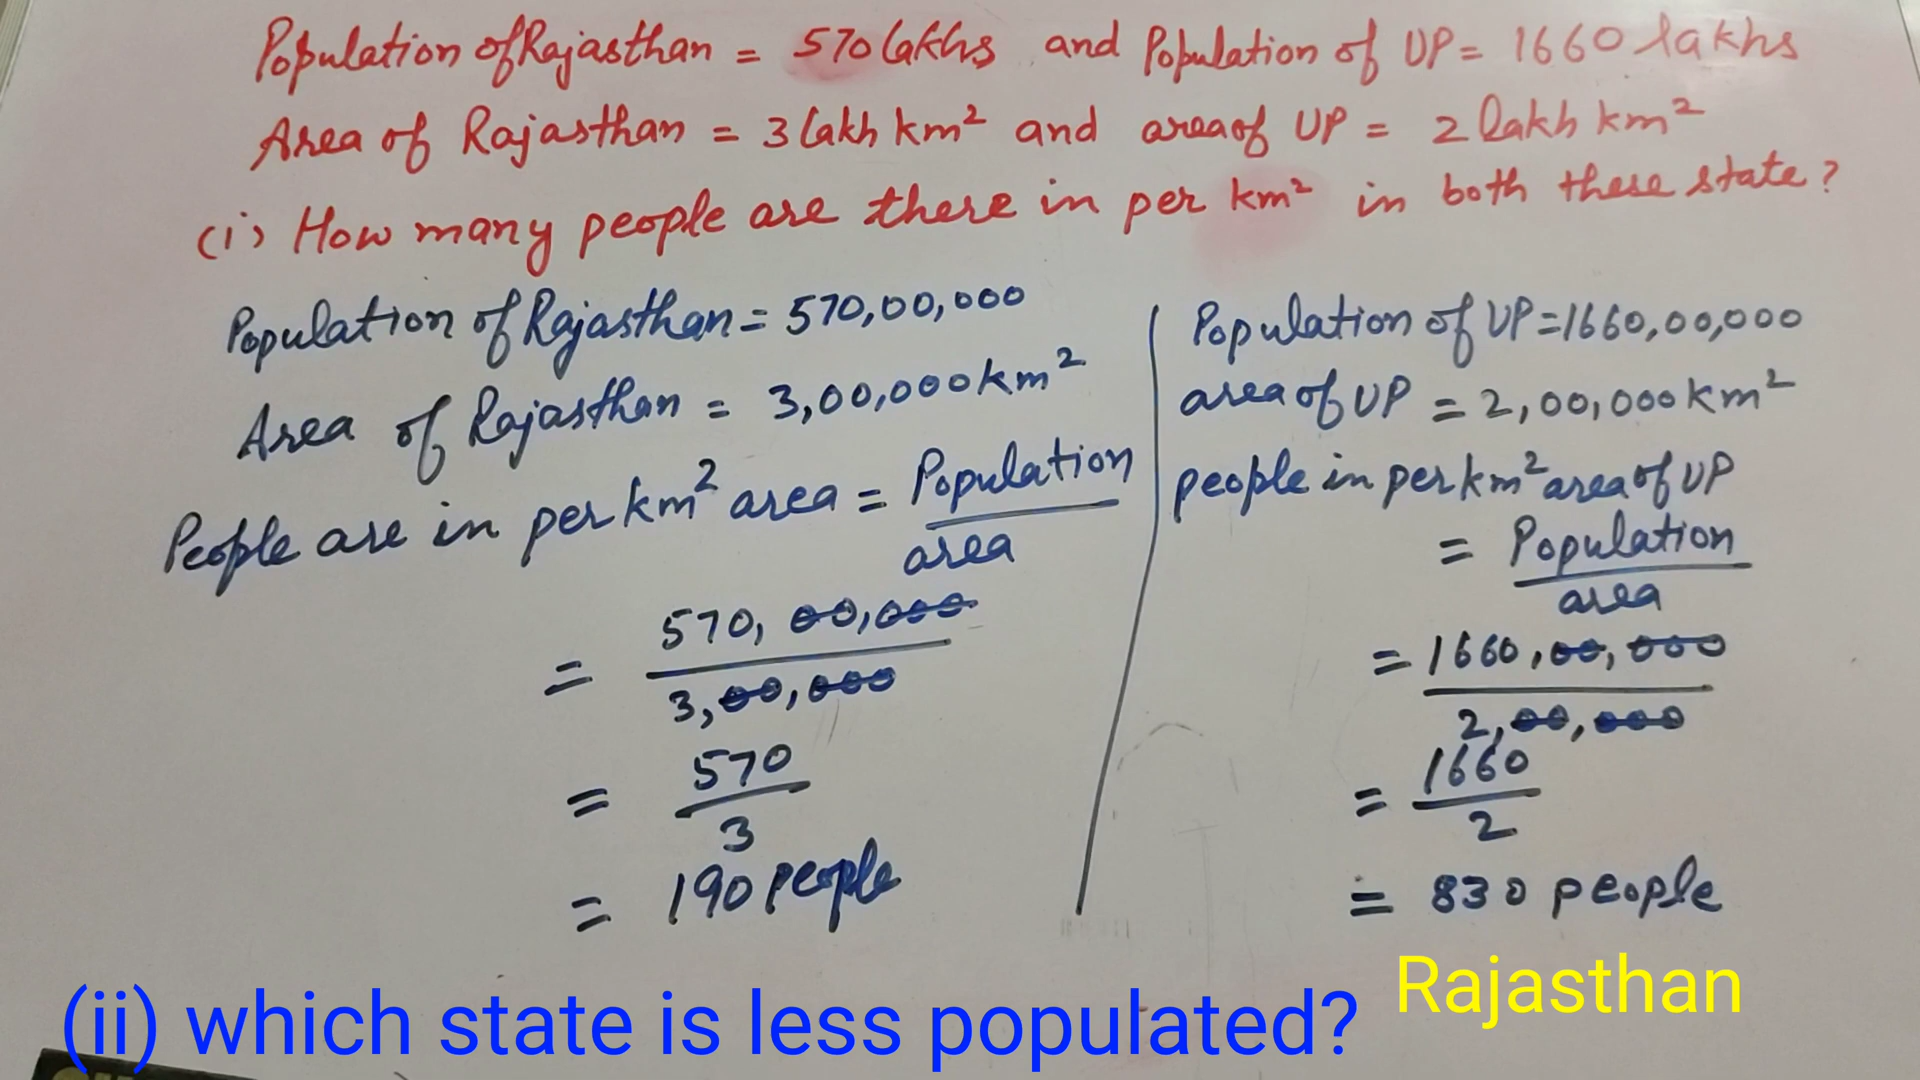 Population of Rajasthan = 570 lakhs and Population of UP = 1660 lakhs
Area of Rajasthan = 3 lakh km² and area of UP = 2 lakh km²
(i) How many people are there in per km² in both these state?
Population of Rajasthan = 570,00,000
Area of Rajasthan = 3,00,000 km²
People are in per km² area = Population
area
= 570,00,000
3,00,000
= 570
3
= 190 people
Population of UP = 1660,00,000
area of UP = 2,00,000 km²
people in per km² area of UP
= Population
area
= 1660,00,000
2,00,000
= 1660
2
= 830 people
(ii) which state is less populated?
Rajasthan